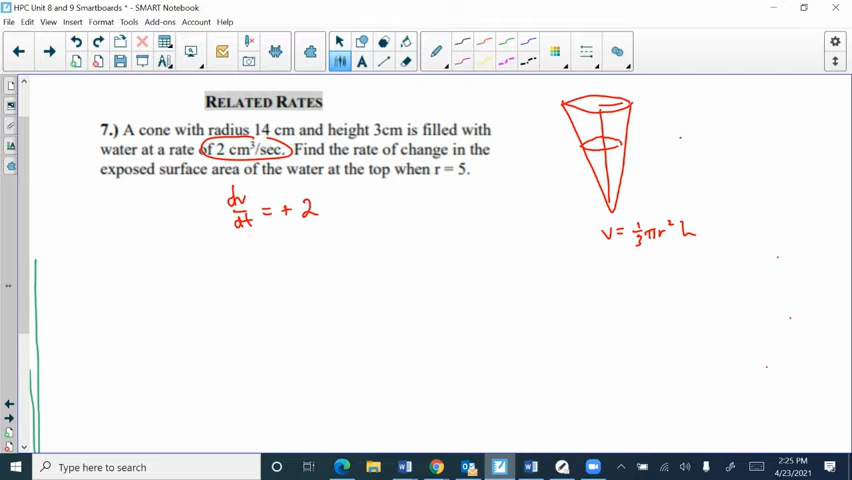 HPC Unit 8 and 9 Smartboards * - SMART Notebook
File Edit View Insert Format Tools Add-ons Account Help
RELATED RATES
7.) A cone with radius 14 cm and height 3cm is filled with
water at a rate of 2 cm³/sec. Find the rate of change in the
exposed surface area of the water at the top when r = 5.
dv/dt = + 2
V = 1/3 πr² h
Type here to search
2:25 PM
4/23/2021